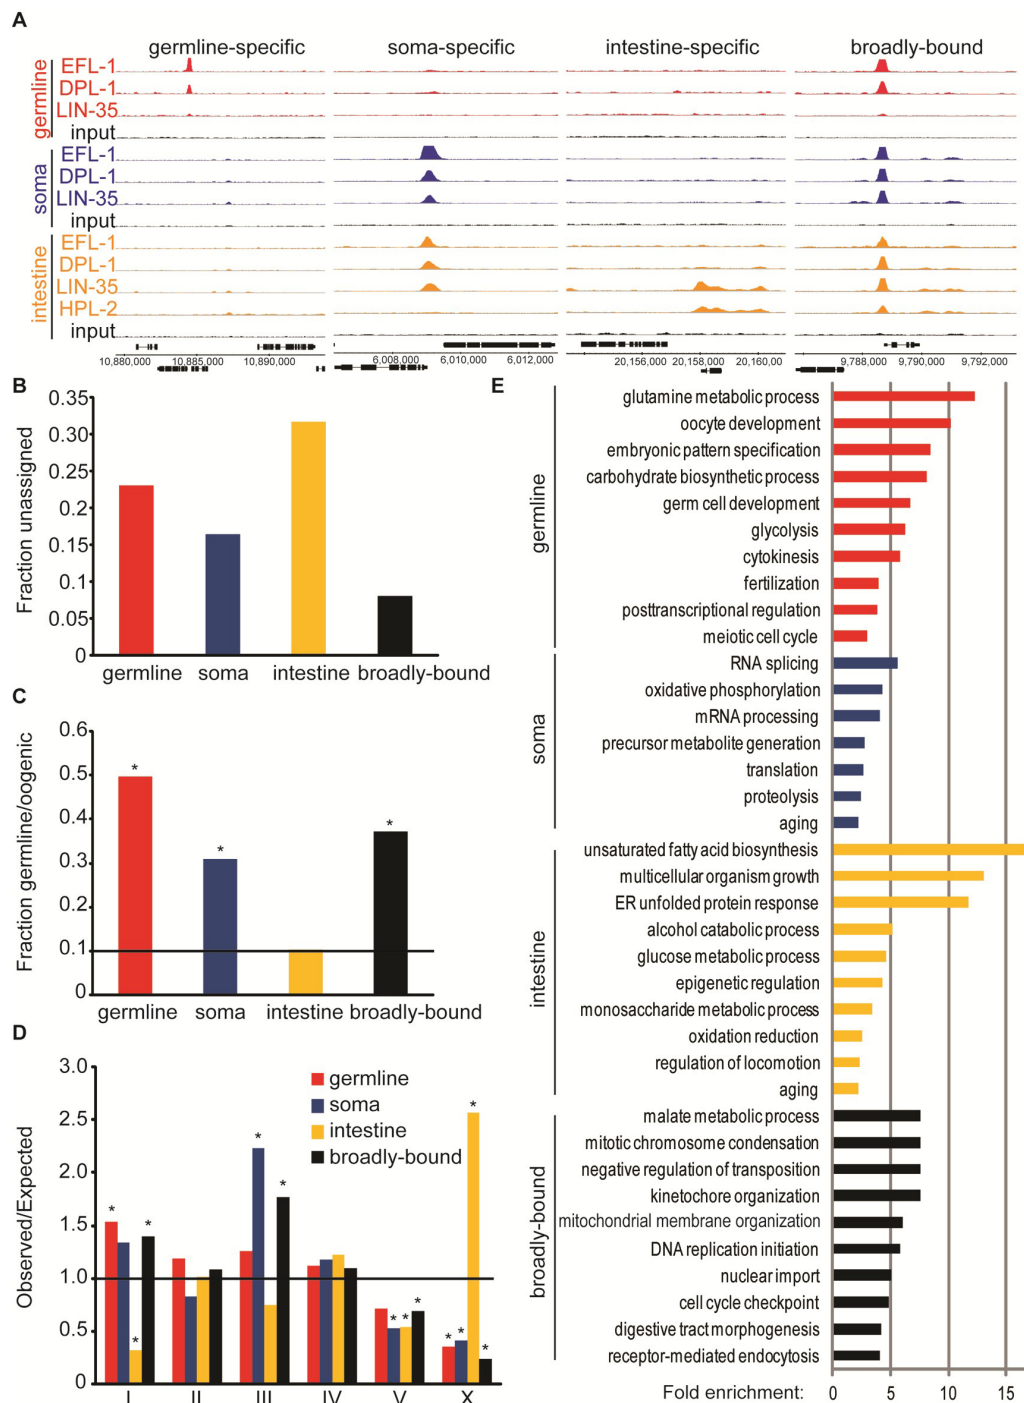 A
germline-specific soma-specific intestine-specific broadly-bound
germline
EFL-1
DPL-1
LIN-35
input
soma
EFL-1
DPL-1
LIN-35
input
intestine
EFL-1
DPL-1
LIN-35
HPL-2
input
10,880,000 10,885,000 10,890,000 6,008,000 6,010,000 6,012,000 20,156,000 20,158,000 20,160,000 9,788,000 9,790,000 9,792,000
B
Fraction unassigned
0.35
0.30
0.25
0.2
0.15
0.1
0.05
0
germline soma intestine broadly-bound
C
Fraction germline/oogenic
0.6
0.5
0.4
0.3
0.2
0.1
0
* * *
germline soma intestine broadly-bound
D
Observed/Expected
3.0
2.5
2.0
1.5
1.0
0.5
0
germline
soma
intestine
broadly-bound
* * * * * * * * * * * *
I II III IV V X
E
germline
glutamine metabolic process
oocyte development
embryonic pattern specification
carbohydrate biosynthetic process
germ cell development
glycolysis
cytokinesis
fertilization
posttranscriptional regulation
meiotic cell cycle
soma
RNA splicing
oxidative phosphorylation
mRNA processing
precursor metabolite generation
translation
proteolysis
aging
intestine
unsaturated fatty acid biosynthesis
multicellular organism growth
ER unfolded protein response
alcohol catabolic process
glucose metabolic process
epigenetic regulation
monosaccharide metabolic process
oxidation reduction
regulation of locomotion
aging
broadly-bound
malate metabolic process
mitotic chromosome condensation
negative regulation of transposition
kinetochore organization
mitochondrial membrane organization
DNA replication initiation
nuclear import
cell cycle checkpoint
digestive tract morphogenesis
receptor-mediated endocytosis
Fold enrichment: 0 5 10 15